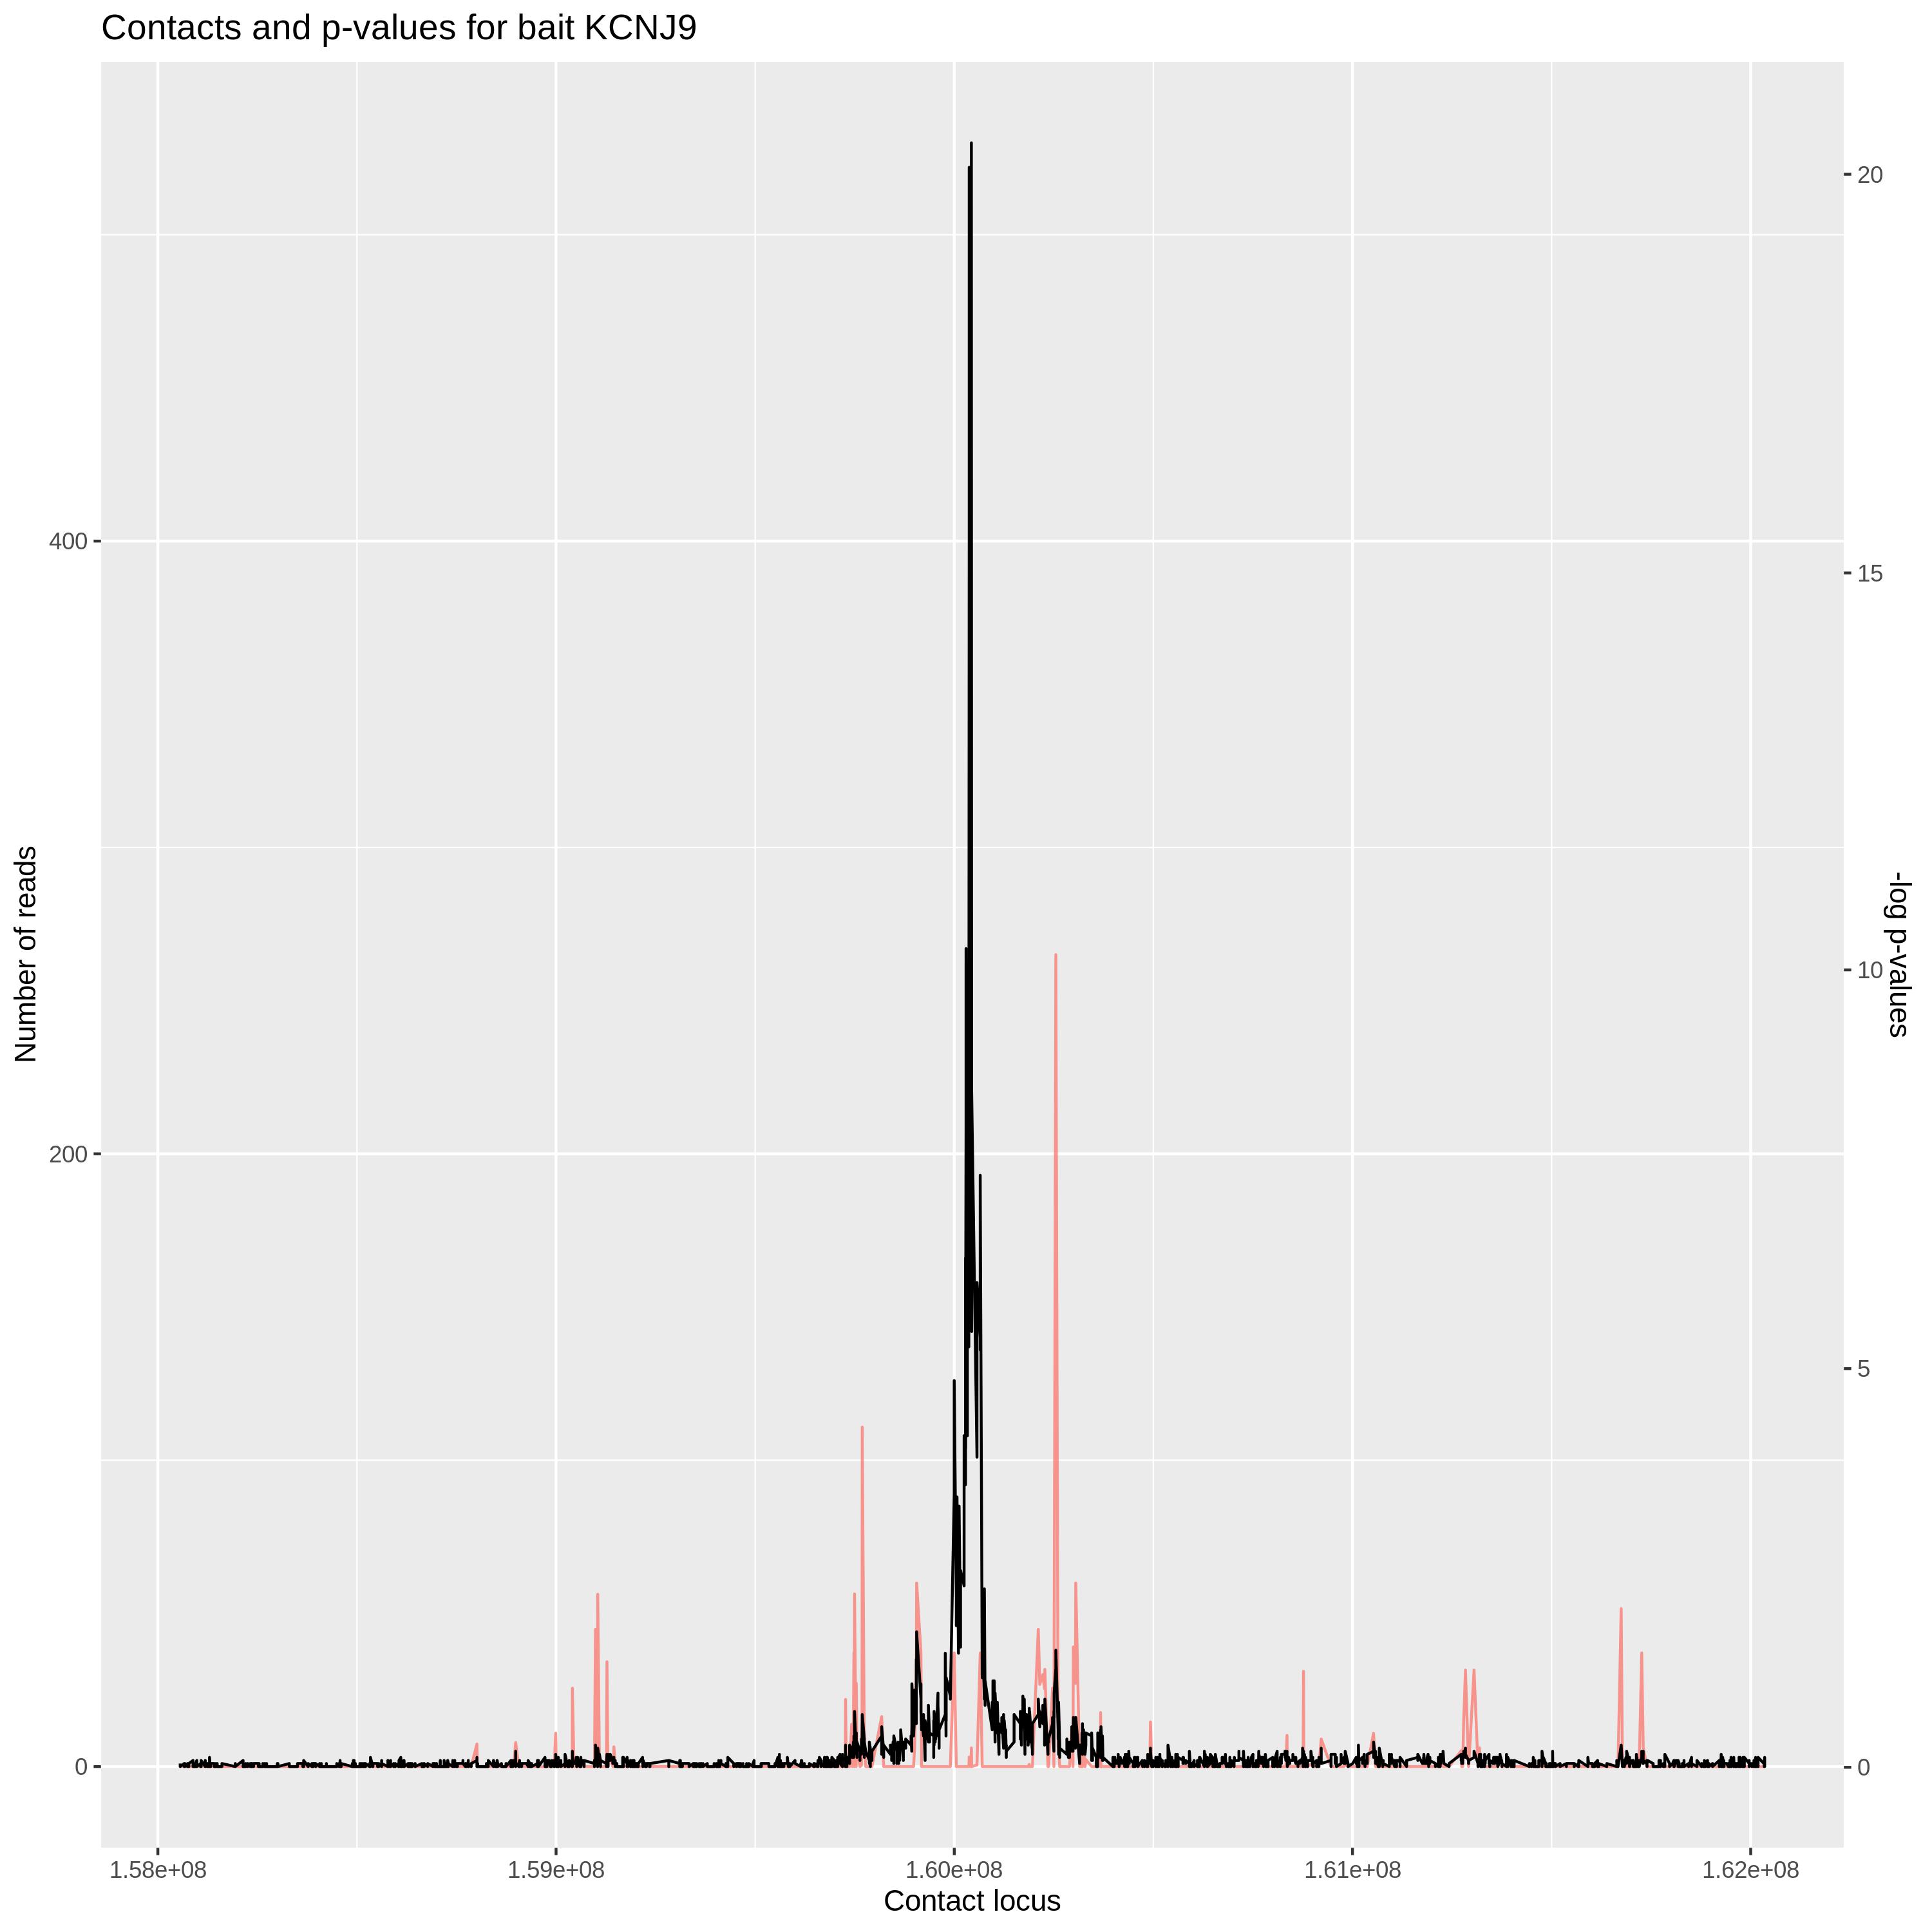 Contacts and p-values for bait KCNJ9
Number of reads
400
200
0
20
15
10
5
0
-log p-values
1.58e+08
1.59e+08
1.60e+08
1.61e+08
1.62e+08
Contact locus